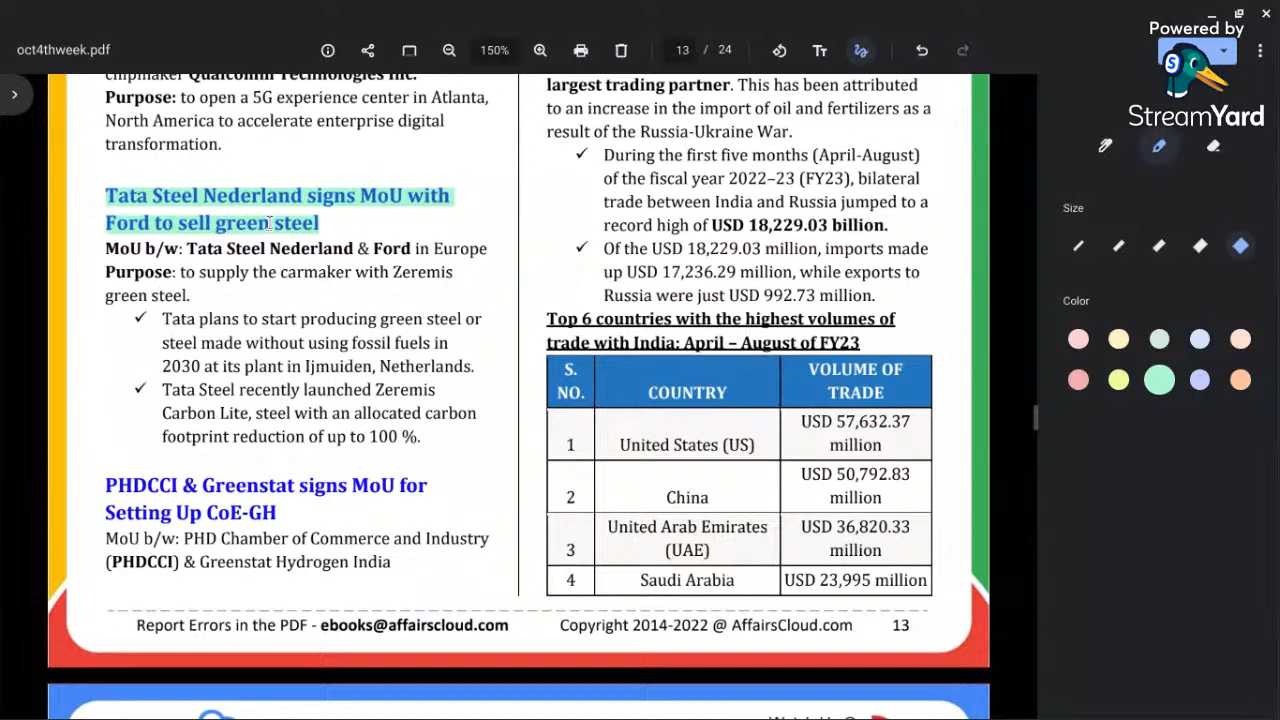 oct4thweek.pdf
150%
13 / 24
Powered by
StreamYard
Size
Color
chipmaker Qualcomm Technologies Inc.
Purpose: to open a 5G experience center in Atlanta,
North America to accelerate enterprise digital
transformation.
Tata Steel Nederland signs MoU with
Ford to sell green steel
MoU b/w: Tata Steel Nederland & Ford in Europe
Purpose: to supply the carmaker with Zeremis
green steel.
✓ Tata plans to start producing green steel or
steel made without using fossil fuels in
2030 at its plant in Ijmuiden, Netherlands.
✓ Tata Steel recently launched Zeremis
Carbon Lite, steel with an allocated carbon
footprint reduction of up to 100 %.
PHDCCI & Greenstat signs MoU for
Setting Up CoE-GH
MoU b/w: PHD Chamber of Commerce and Industry
(PHDCCI) & Greenstat Hydrogen India
largest trading partner. This has been attributed
to an increase in the import of oil and fertilizers as a
result of the Russia-Ukraine War.
✓ During the first five months (April-August)
of the fiscal year 2022–23 (FY23), bilateral
trade between India and Russia jumped to a
record high of USD 18,229.03 billion.
✓ Of the USD 18,229.03 million, imports made
up USD 17,236.29 million, while exports to
Russia were just USD 992.73 million.
Top 6 countries with the highest volumes of
trade with India: April – August of FY23
S. NO. COUNTRY VOLUME OF TRADE
1 United States (US) USD 57,632.37 million
2 China USD 50,792.83 million
3 United Arab Emirates (UAE) USD 36,820.33 million
4 Saudi Arabia USD 23,995 million
Report Errors in the PDF - ebooks@affairscloud.com Copyright 2014-2022 @ AffairsCloud.com 13